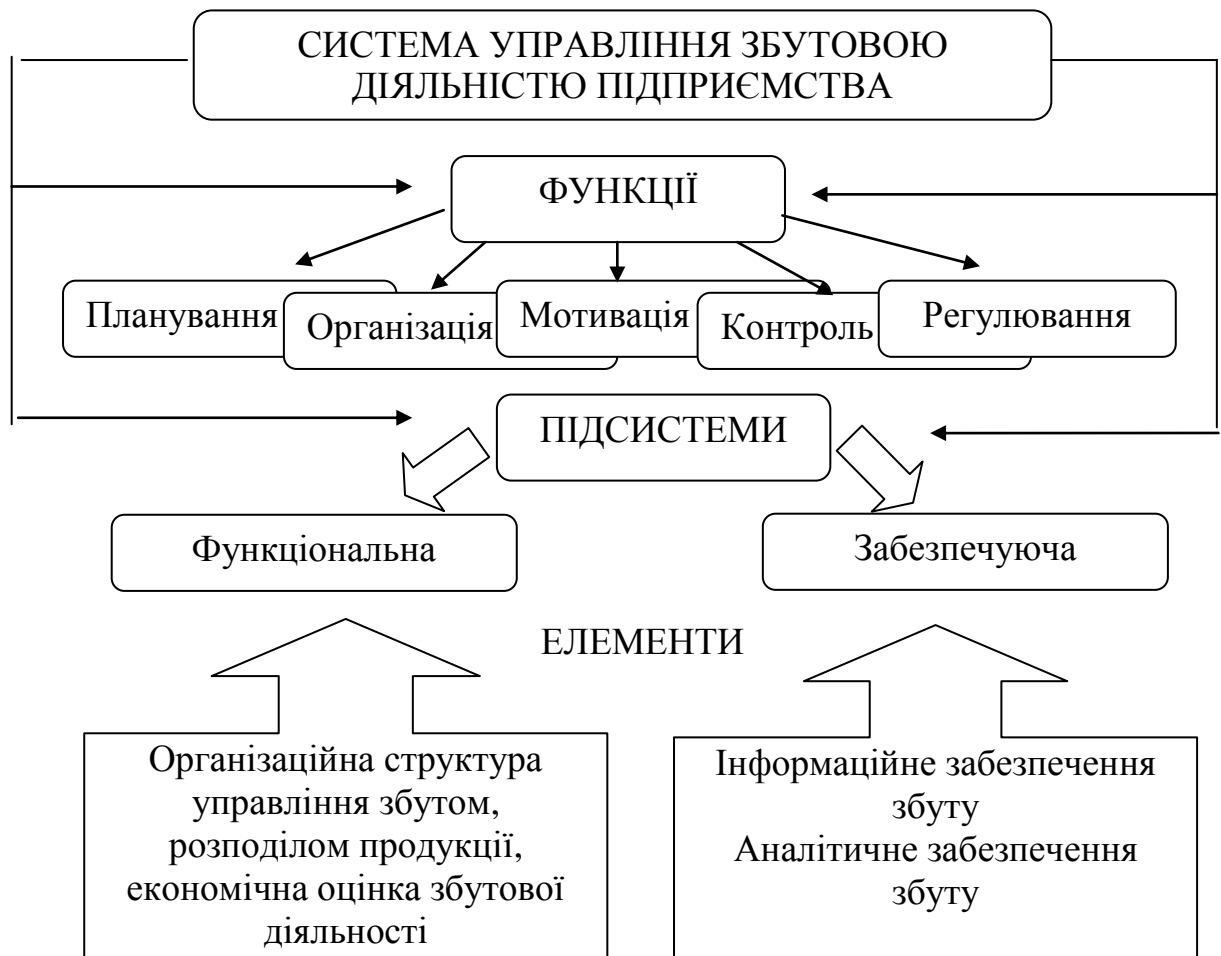 СИСТЕМА УПРАВЛІННЯ ЗБУТОВОЮ
ДІЯЛЬНІСТЮ ПІДПРИЄМСТВА
ФУНКЦІЇ
Планування
Організація
Мотивація
Контроль
Регулювання
ПІДСИСТЕМИ
Функціональна
Забезпечуюча
ЕЛЕМЕНТИ
Організаційна структура
управління збутом,
розподілом продукції,
економічна оцінка збутової
діяльності
Інформаційне забезпечення
збуту
Аналітичне забезпечення
збуту